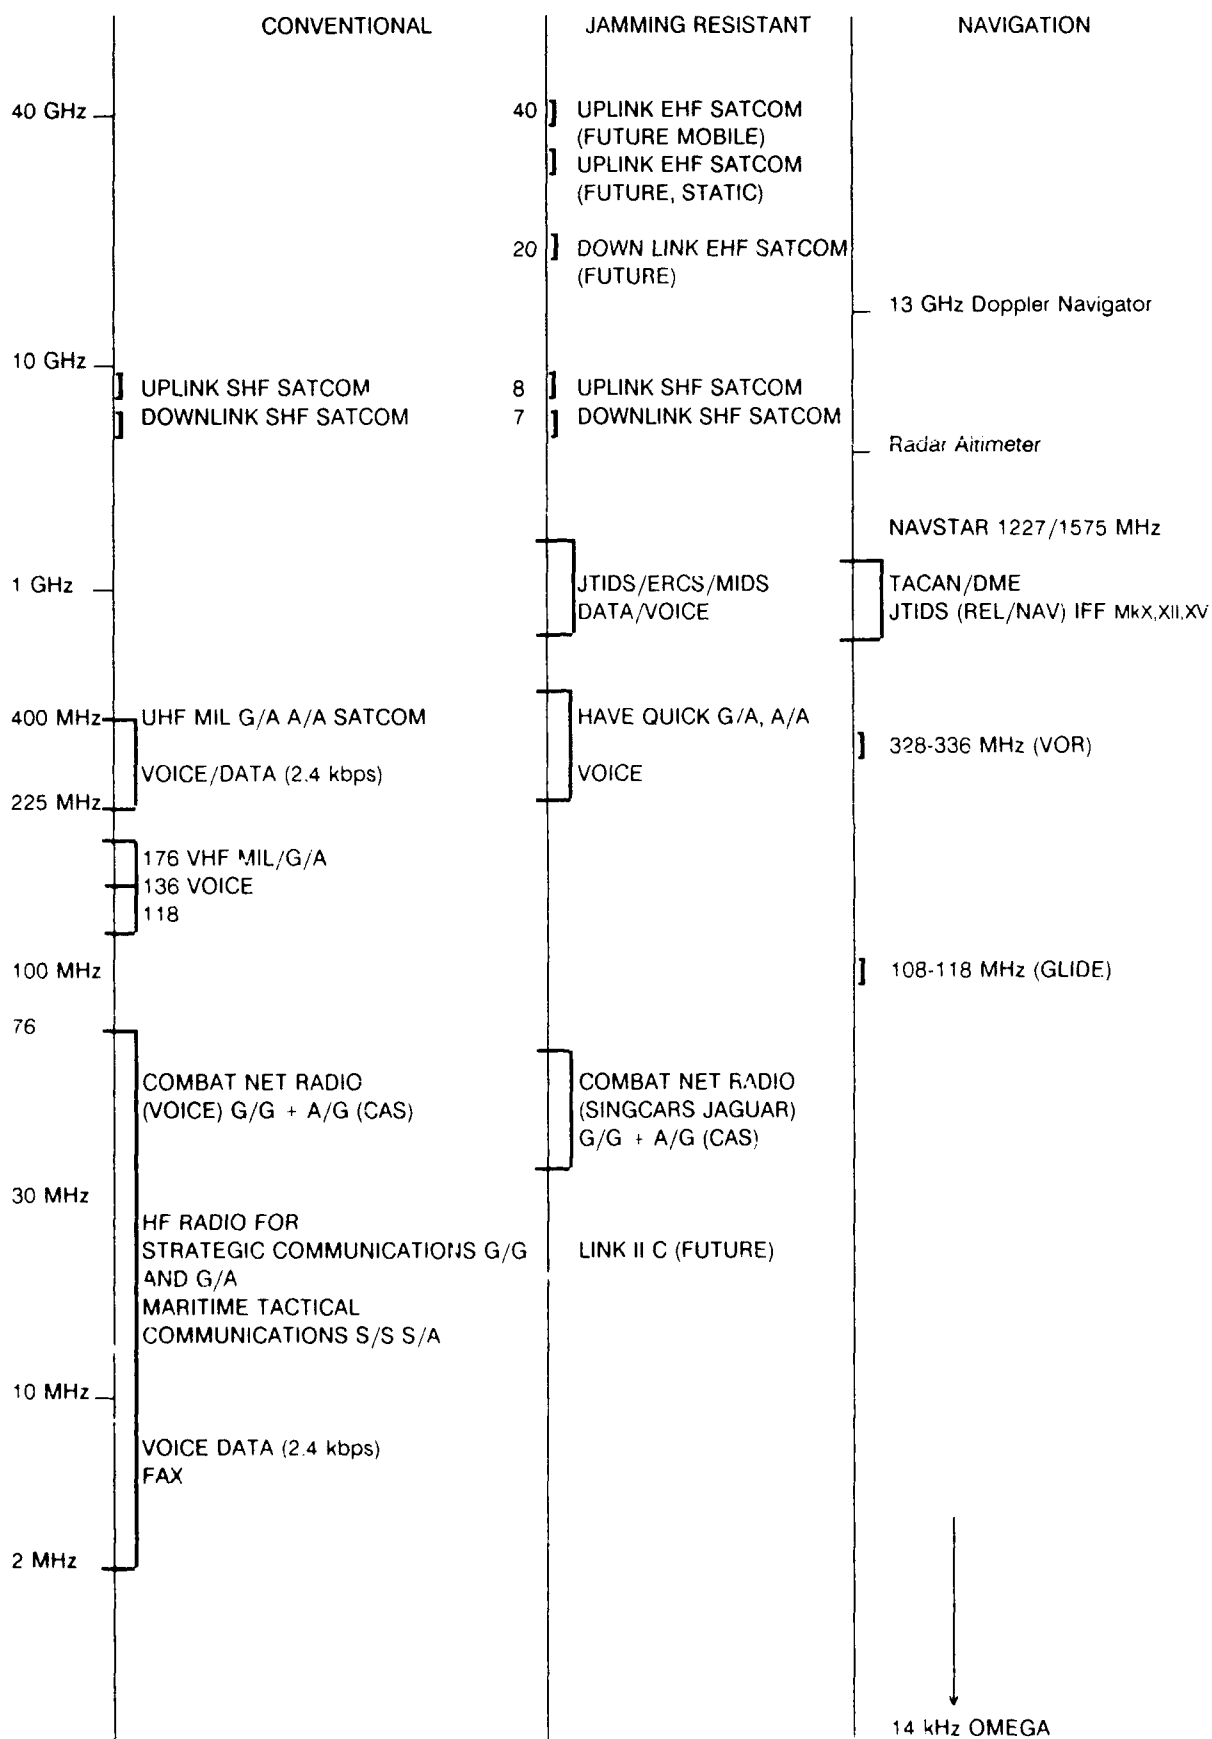 CONVENTIONAL
JAMMING RESISTANT
NAVIGATION
40 GHz
40
UPLINK EHF SATCOM
(FUTURE MOBILE)
UPLINK EHF SATCOM
(FUTURE, STATIC)
20
DOWN LINK EHF SATCOM
(FUTURE)
13 GHz Doppler Navigator
10 GHz
UPLINK SHF SATCOM
8
UPLINK SHF SATCOM
DOWNLINK SHF SATCOM
7
DOWNLINK SHF SATCOM
Radar Altimeter
NAVSTAR 1227/1575 MHz
1 GHz
JTIDS/ERCS/MIDS
DATA/VOICE
TACAN/DME
JTIDS (REL/NAV) IFF MkX,XII,XV
400 MHz
UHF MIL G/A A/A SATCOM
HAVE QUICK G/A, A/A
328-336 MHz (VOR)
VOICE/DATA (2.4 kbps)
VOICE
225 MHz
176 VHF MIL/G/A
136 VOICE
118
100 MHz
108-118 MHz (GLIDE)
76
COMBAT NET RADIO
(VOICE) G/G + A/G (CAS)
COMBAT NET RADIO
(SINGCARS JAGUAR)
G/G + A/G (CAS)
30 MHz
HF RADIO FOR
STRATEGIC COMMUNICATIONS G/G
AND G/A
MARITIME TACTICAL
COMMUNICATIONS S/S S/A
LINK II C (FUTURE)
10 MHz
VOICE DATA (2.4 kbps)
FAX
2 MHz
14 kHz OMEGA